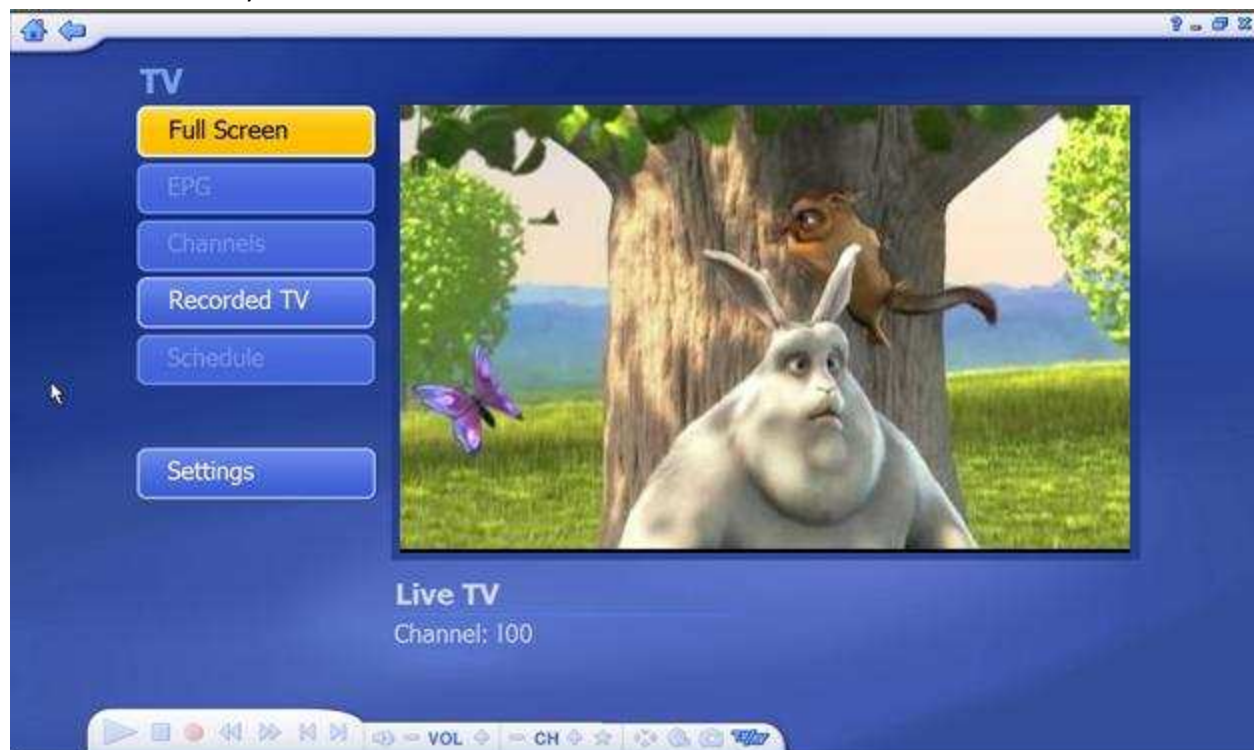 TV
Full Screen
EPG
Channels
Recorded TV
Schedule
Settings
Live TV
Channel: 100
VOL
CH